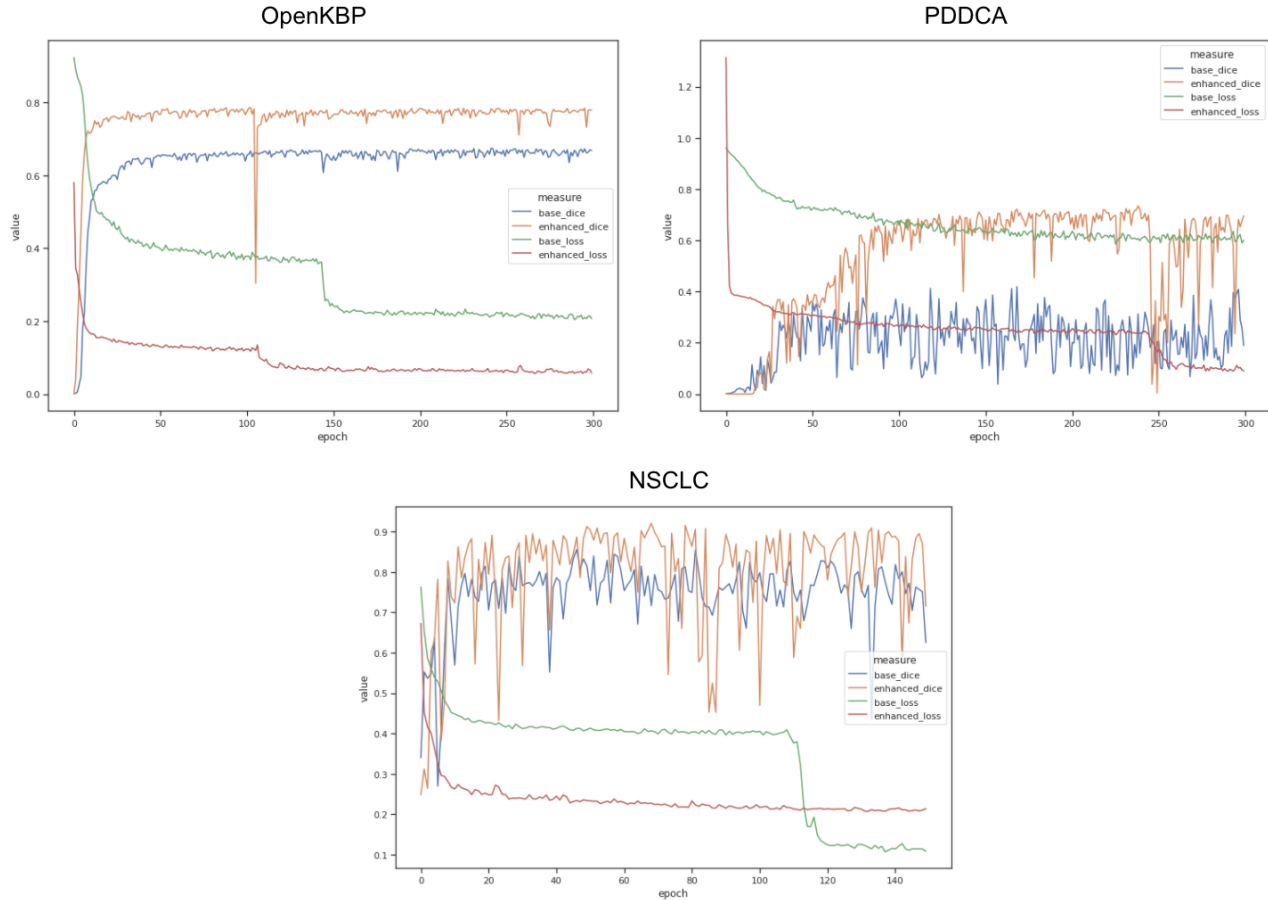 OpenKBP
value
0.8
0.6
0.4
0.2
0.0
measure
base_dice
enhanced_dice
base_loss
enhanced_loss
0 50 100 150 200 250 300
epoch
PDDCA
value
1.2
1.0
0.8
0.6
0.4
0.2
0.0
measure
base_dice
enhanced_dice
base_loss
enhanced_loss
0 50 100 150 200 250 300
epoch
NSCLC
value
0.9
0.8
0.7
0.6
0.5
0.4
0.3
0.2
0.1
measure
base_dice
enhanced_dice
base_loss
enhanced_loss
0 20 40 60 80 100 120 140
epoch